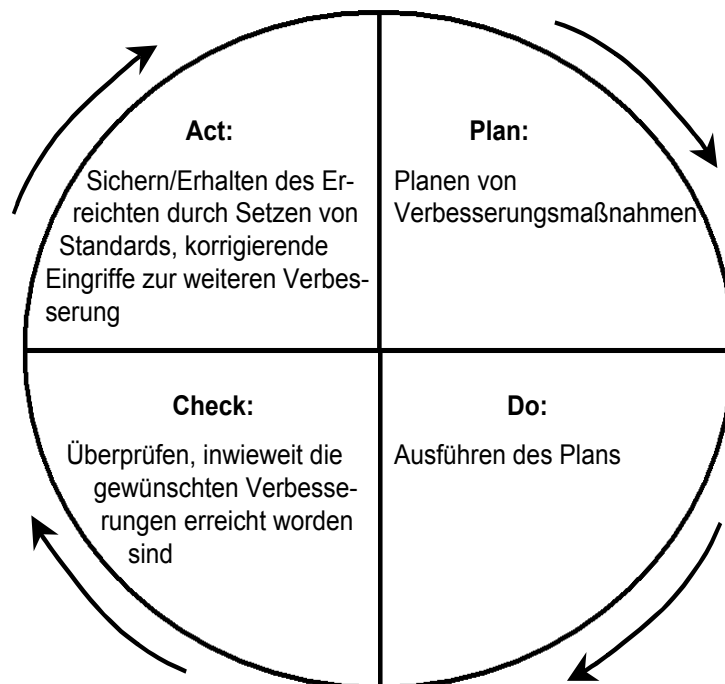 Act:
Sichern/Erhalten des Er-
reichten durch Setzen von
Standards, korrigierende
Eingriffe zur weiteren Verbes-
serung
Plan:
Planen von
Verbesserungsmaßnahmen
Check:
Überprüfen, inwieweit die
gewünschten Verbesse-
rungen erreicht worden
sind
Do:
Ausführen des Plans